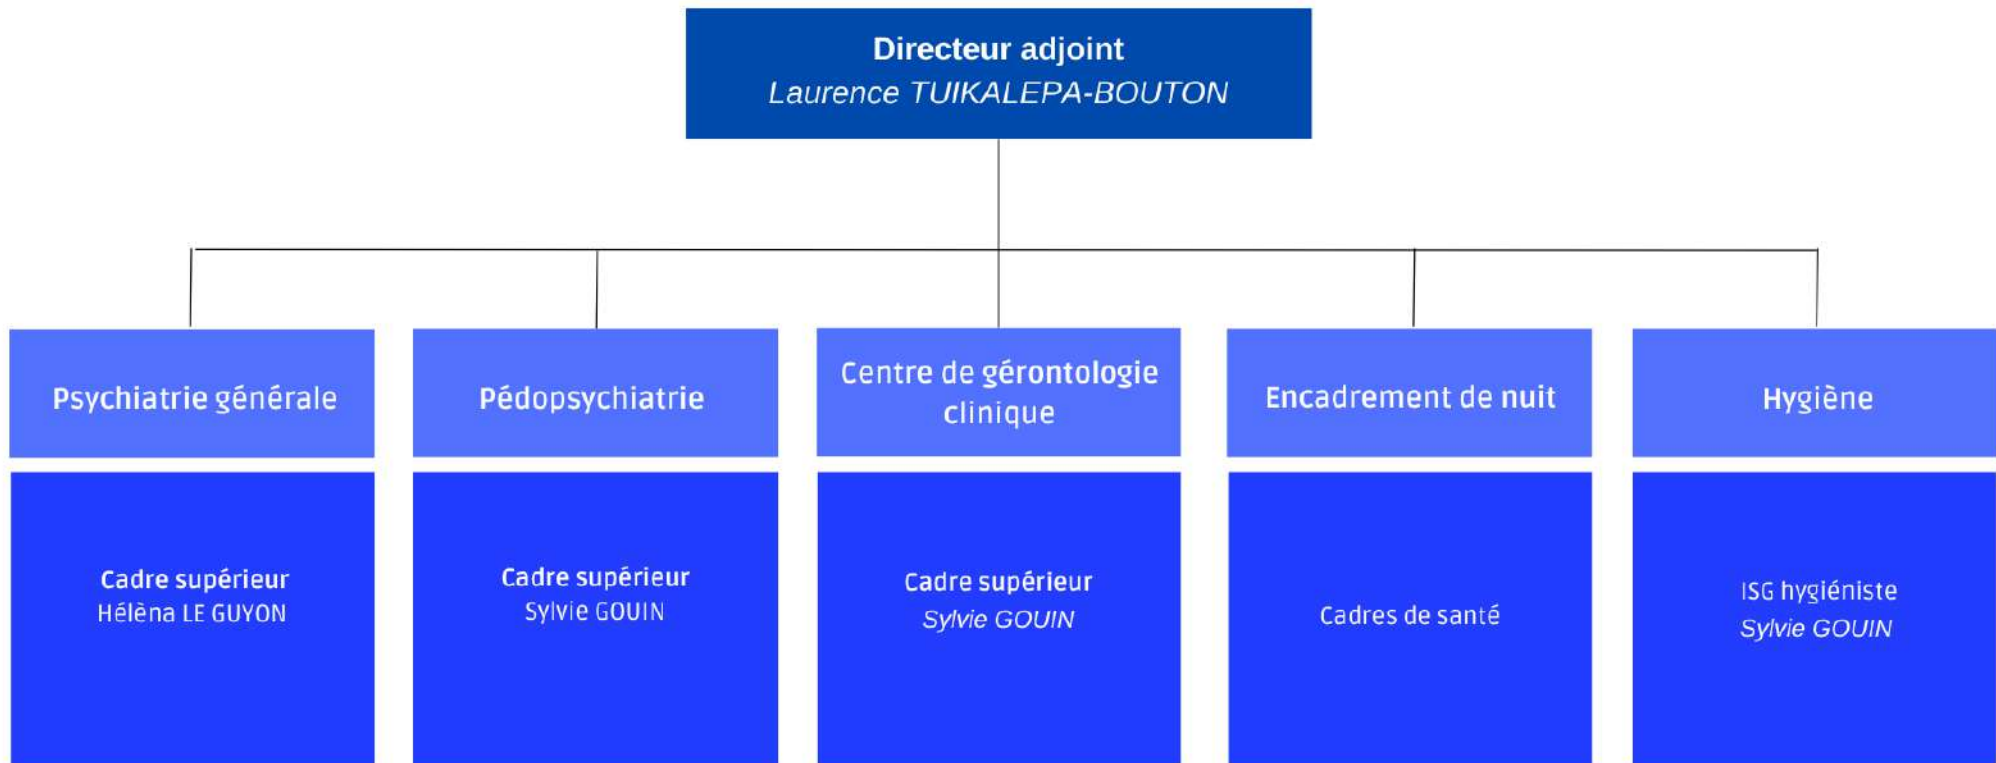 Directeur adjoint
Laurence TUIKALEPA-BOUTON
Psychiatrie générale
Pédopsychiatrie
Centre de gérontologie
clinique
Encadrement de nuit
Hygiène
Cadre supérieur
Hélèna LE GUYON
Cadre supérieur
Sylvie GOUIN
Cadre supérieur
Sylvie GOUIN
Cadres de santé
ISG hygiéniste
Sylvie GOUIN